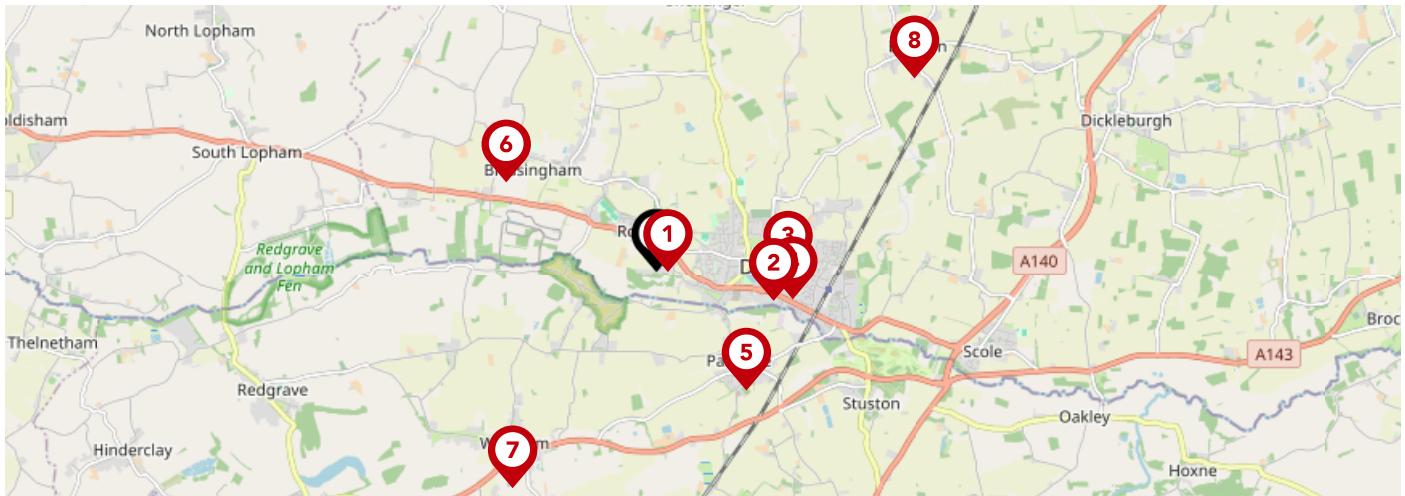 North Lopham
8
ldisham
Dickleburgh
6
South Lopham
1
3
Redgrave
and Lopham
Fen
2
A140
Thelnetham
5
Scole
A143
Redgrave
Stuston
Oakley
7
Hinderclay
Hoxne